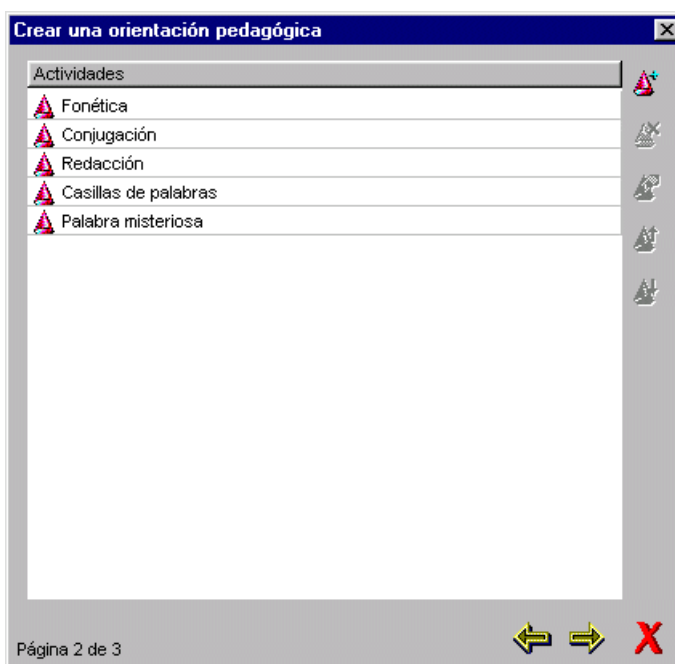 Crear una orientación pedagógica
Actividades
Fonética
Conjugación
Redacción
Casillas de palabras
Palabra misteriosa
Página 2 de 3